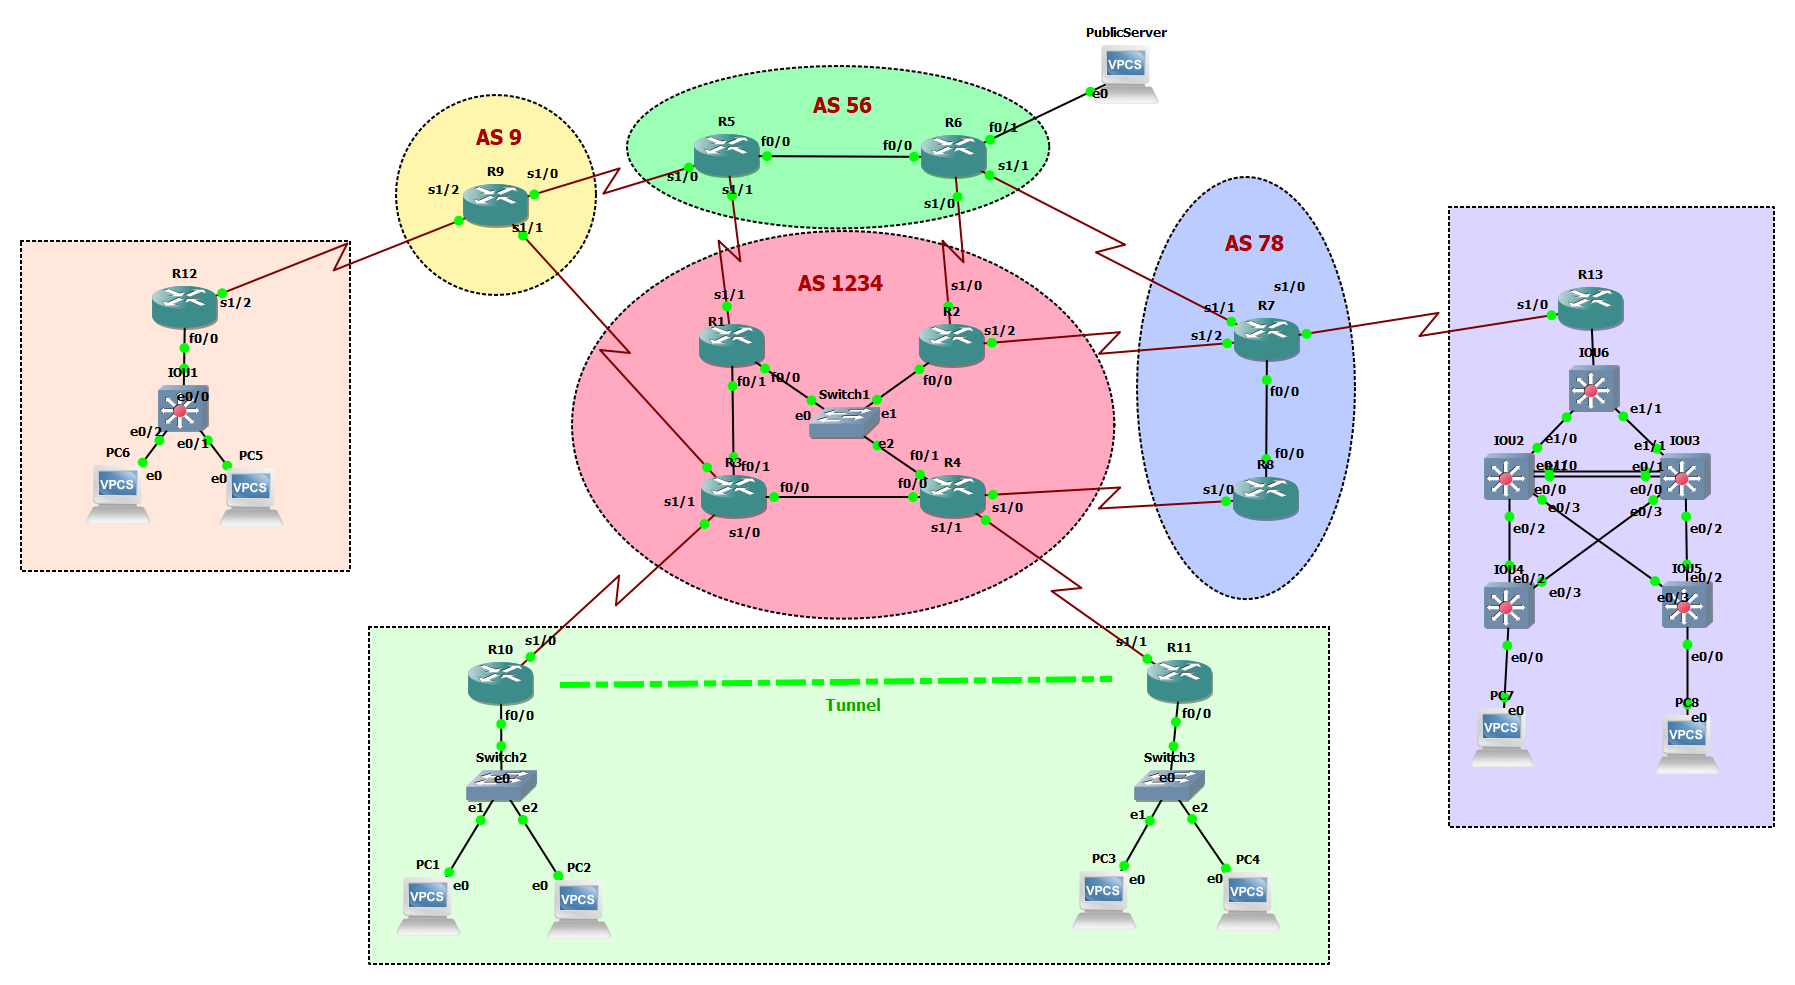 PublicServer
VPCS
e0
AS 56
R5
f0/0
s1/0
s1/1
R6
f0/0
f0/1
s1/1
s1/0
AS 9
R9
s1/0
s1/2
s1/1
R12
s1/2
f0/0
IOU1
e0/0
e0/2
e0/1
PC6
e0
VPCS
PC5
e0
VPCS
AS 1234
s1/1
R1
f0/1
f0/0
s1/0
R2
s1/2
f0/0
Switch1
e0
e1
e2
R3
f0/1
f0/0
s1/1
s1/0
R4
f0/1
f0/0
s1/0
s1/1
AS 78
s1/0
s1/1
R7
s1/2
f0/0
f0/0
R8
s1/0
R13
s1/0
IOU6
e1/1
e1/0
IOU2
e0/0
e0/3
e0/2
e1/1
IOU3
e0/1
e0/0
e0/3
e0/2
IOU4
e0/2
e0/3
e0/0
IOU5
e0/2
e0/3
e0/0
PC7
e0
VPCS
PC8
e0
VPCS
s1/0
R10
f0/0
Tunnel
s1/1
R11
f0/0
Switch2
e0
e1
e2
PC1
e0
VPCS
PC2
e0
VPCS
Switch3
e0
e1
e2
PC3
e0
VPCS
PC4
e0
VPCS